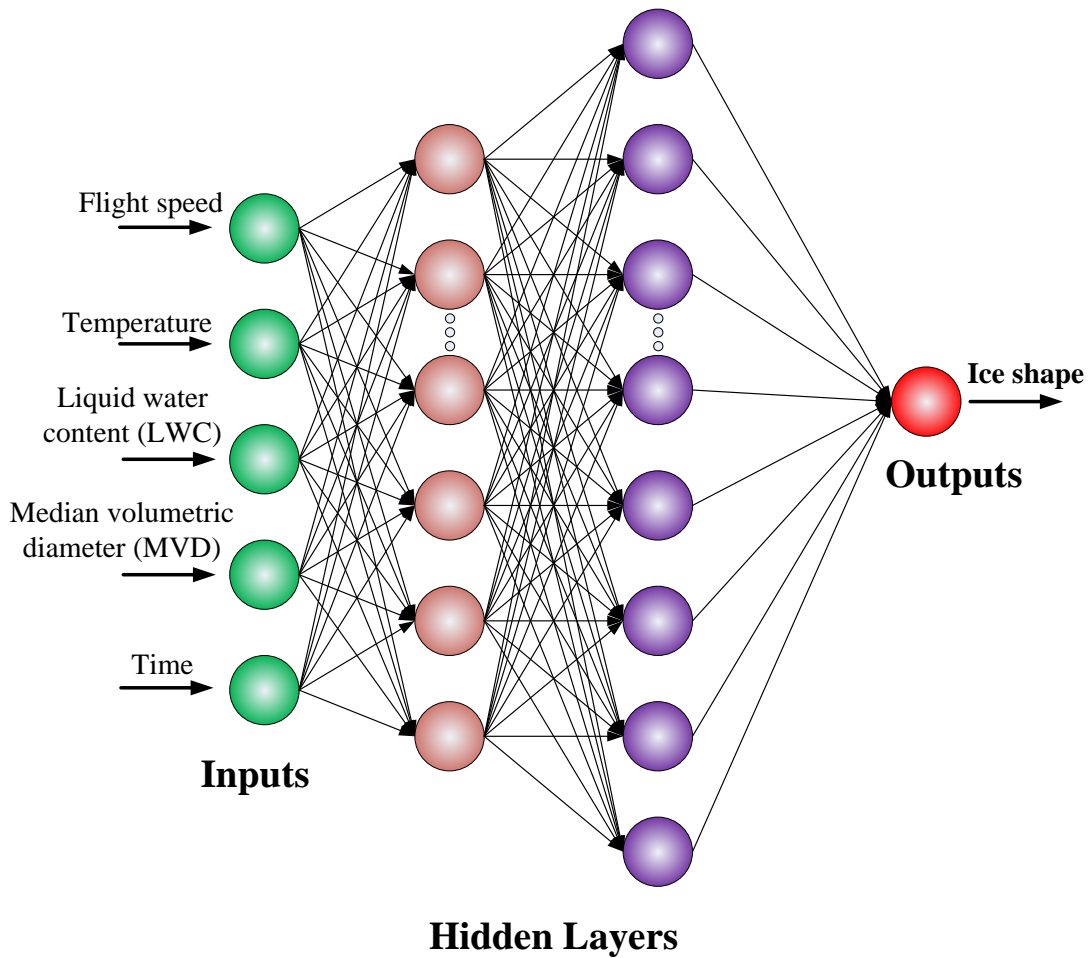 Flight speed
Temperature
Liquid water
content (LWC)
Median volumetric
diameter (MVD)
Time
Inputs
Hidden Layers
Ice shape
Outputs